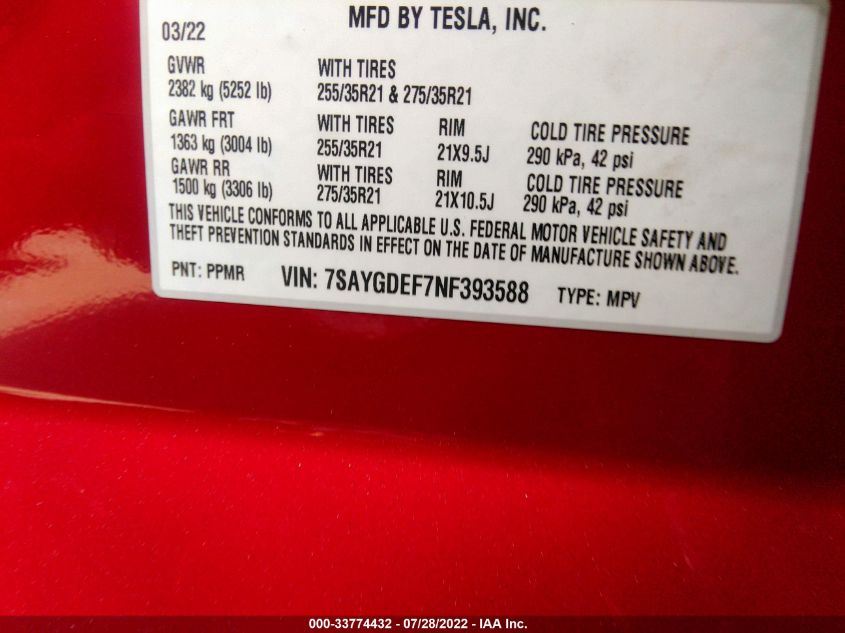 MFD BY TESLA, INC.
03/22
GVWR WITH TIRES
2382 kg (5252 lb) 255/35R21 & 275/35R21
GAWR FRT WITH TIRES RIM COLD TIRE PRESSURE
1363 kg (3004 lb) 255/35R21 21X9.5J 290 kPa, 42 psi
GAWR RR WITH TIRES RIM COLD TIRE PRESSURE
1500 kg (3306 lb) 275/35R21 21X10.5J 290 kPa, 42 psi
THIS VEHICLE CONFORMS TO ALL APPLICABLE U.S. FEDERAL MOTOR VEHICLE SAFETY AND
THEFT PREVENTION STANDARDS IN EFFECT ON THE DATE OF MANUFACTURE SHOWN ABOVE.
PNT: PPMR VIN: 7SAYGDEF7NF393588 TYPE: MPV
000-33774432 - 07/28/2022 - IAA Inc.